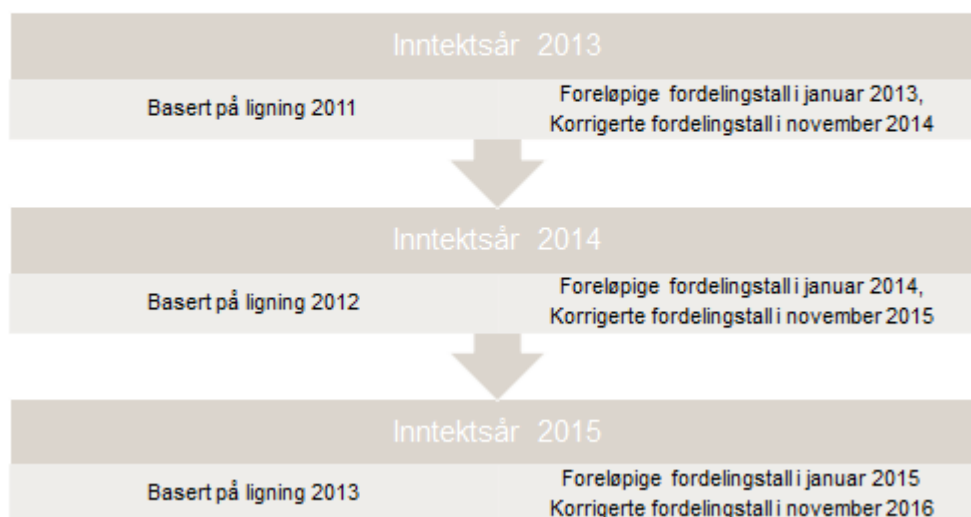 Inntektsår 2013
Basert på ligning 2011
Foreløpige fordelingstall i januar 2013,
Korrigerte fordelingstall i november 2014
Inntektsår 2014
Basert på ligning 2012
Foreløpige fordelingstall i januar 2014,
Korrigerte fordelingstall i november 2015
Inntektsår 2015
Basert på ligning 2013
Foreløpige fordelingstall i januar 2015
Korrigerte fordelingstall i november 2016